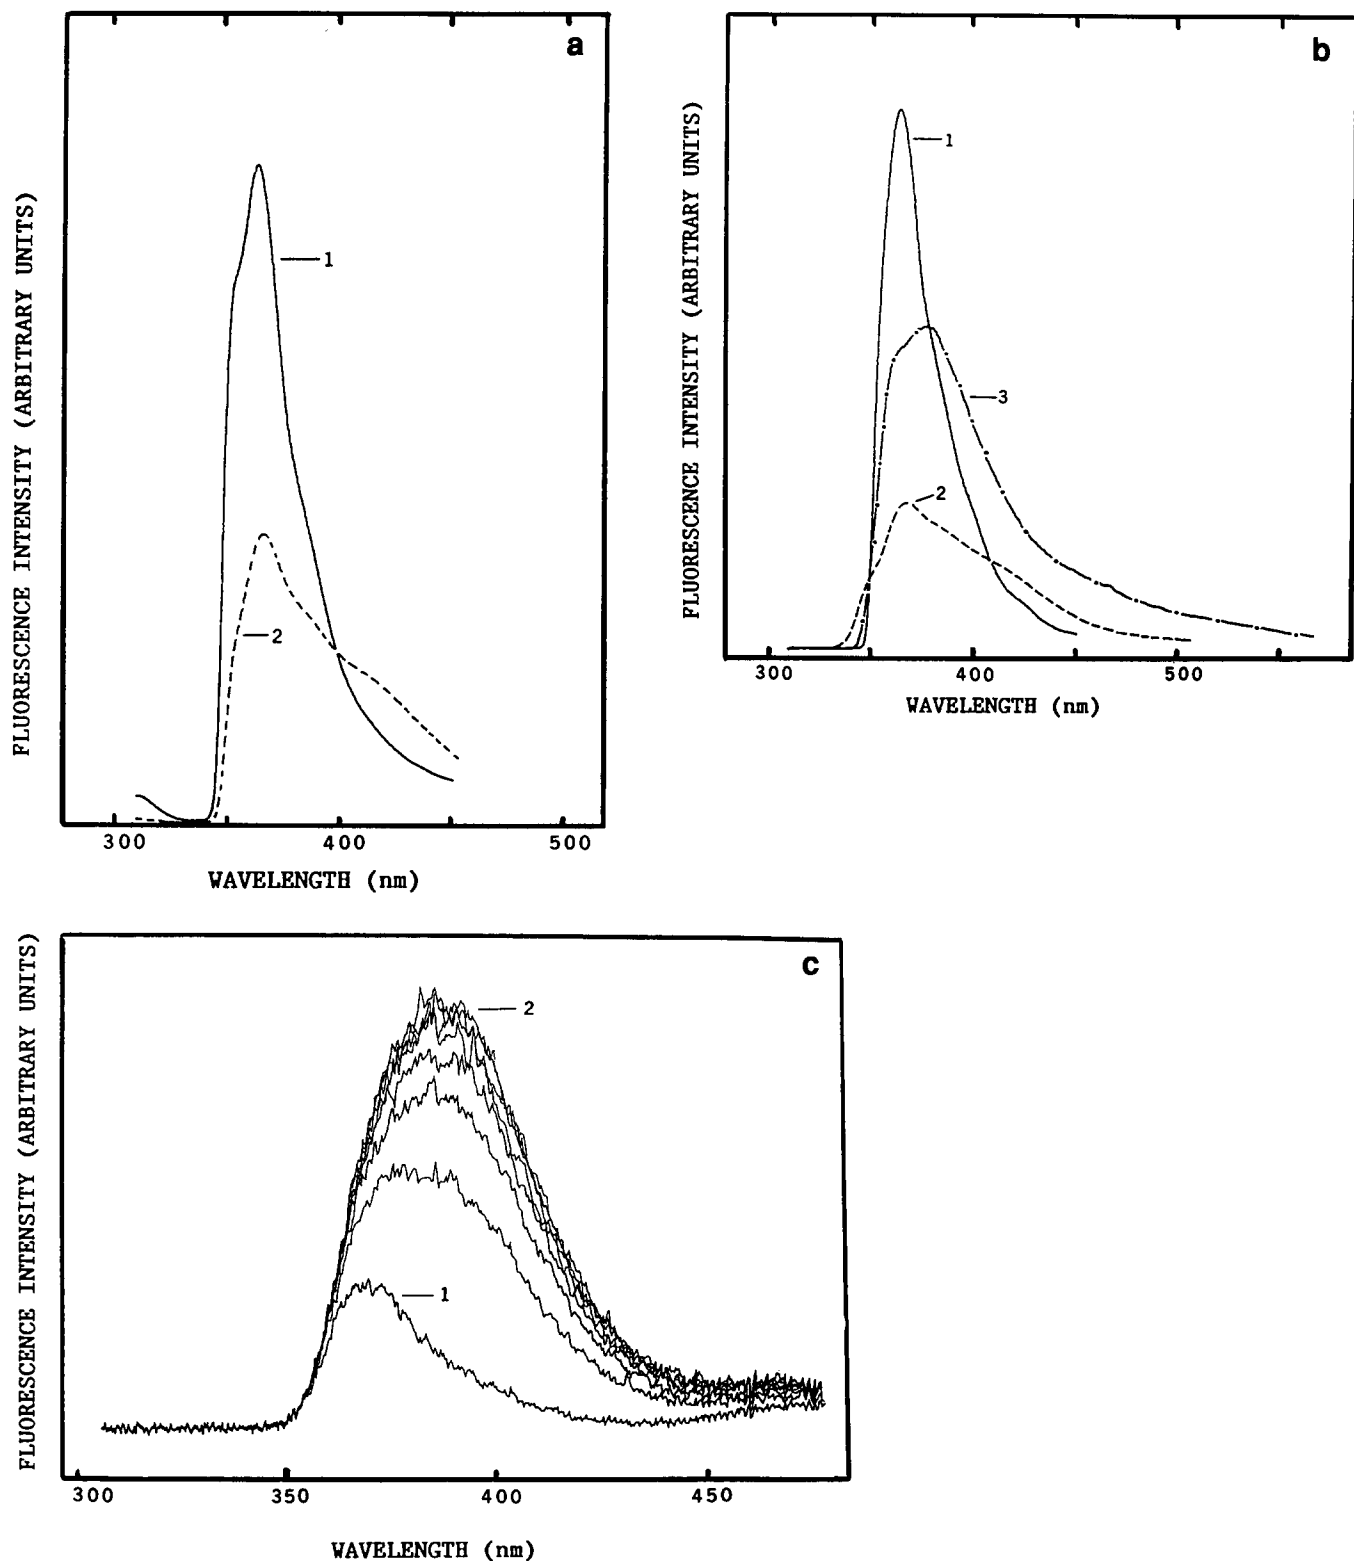 a
FLUORESCENCE INTENSITY (ARBITRARY UNITS)
1
2
300 400 500
WAVELENGTH (nm)
b
FLUORESCENCE INTENSITY (ARBITRARY UNITS)
1
3
2
300 400 500
WAVELENGTH (nm)
c
FLUORESCENCE INTENSITY (ARBITRARY UNITS)
2
1
300 350 400 450
WAVELENGTH (nm)